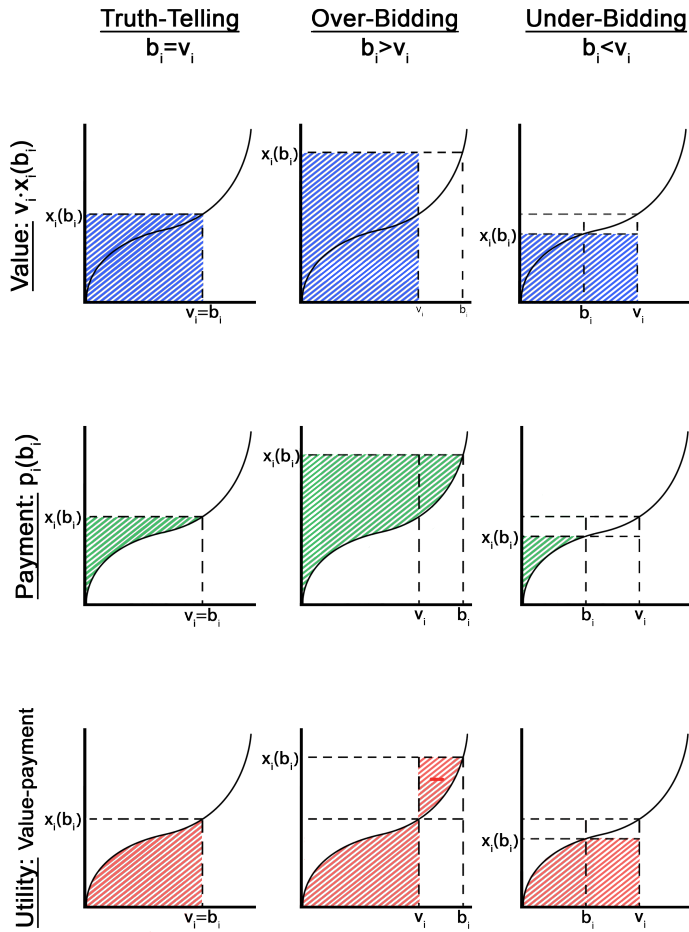 Truth-Telling
bᵢ=vᵢ
Over-Bidding
bᵢ>vᵢ
Under-Bidding
bᵢ<vᵢ
Value: vᵢ·xᵢ(bᵢ)
xᵢ(bᵢ)
vᵢ=bᵢ
xᵢ(bᵢ)
vᵢ
bᵢ
xᵢ(bᵢ)
bᵢ
vᵢ
Payment: pᵢ(bᵢ)
xᵢ(bᵢ)
vᵢ=bᵢ
xᵢ(bᵢ)
vᵢ
bᵢ
xᵢ(bᵢ)
bᵢ
vᵢ
Utility: Value-payment
xᵢ(bᵢ)
vᵢ=bᵢ
xᵢ(bᵢ)
-
vᵢ
bᵢ
xᵢ(bᵢ)
bᵢ
vᵢ